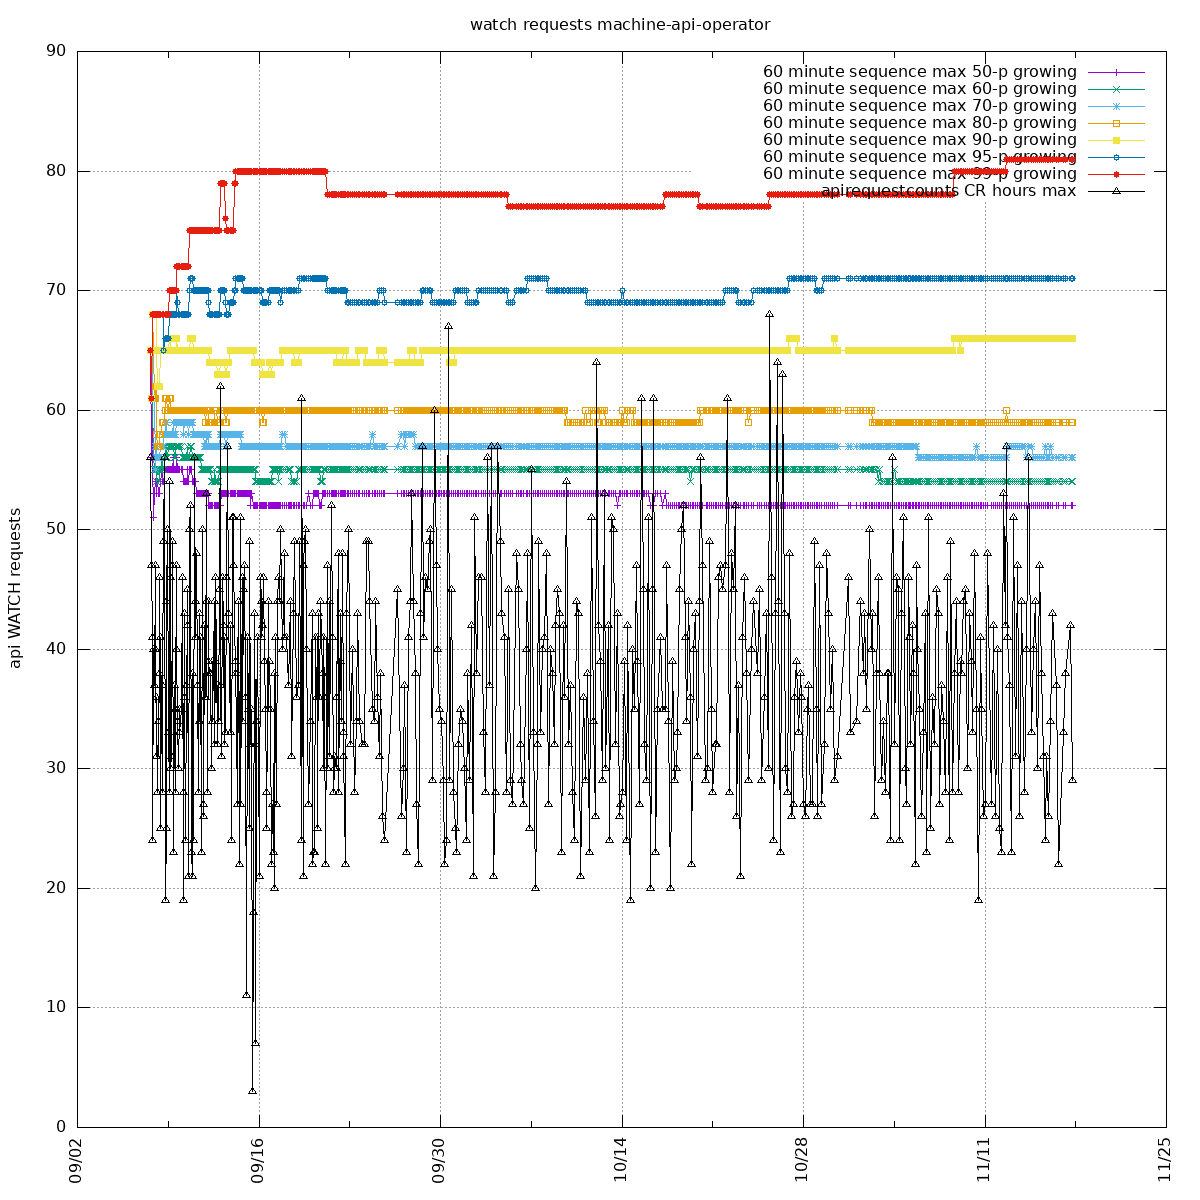 watch requests machine-api-operator
90
80
70
60
50
40
30
20
10
0
api WATCH requests
60 minute sequence max 50-p growing
60 minute sequence max 60-p growing
60 minute sequence max 70-p growing
60 minute sequence max 80-p growing
60 minute sequence max 90-p growing
60 minute sequence max 95-p growing
60 minute sequence max 99-p growing
apirequestcounts CR hours max
09/02
09/16
09/30
10/14
10/28
11/11
11/25